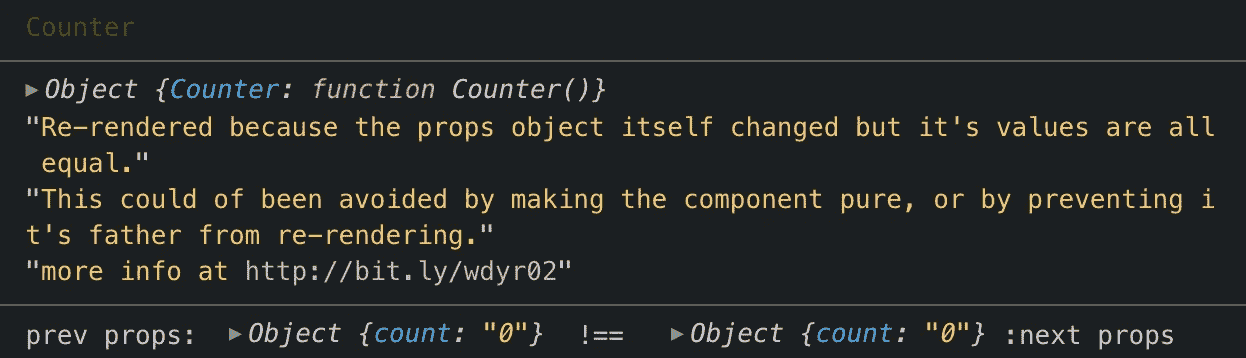 Counter
▶Object {Counter: function Counter()}
"Re-rendered because the props object itself changed but it's values are all
equal."
"This could of been avoided by making the component pure, or by preventing i
t's father from re-rendering."
"more info at http://bit.ly/wdyr02"
prev props: ▶Object {count: "0"} !== ▶Object {count: "0"} :next props